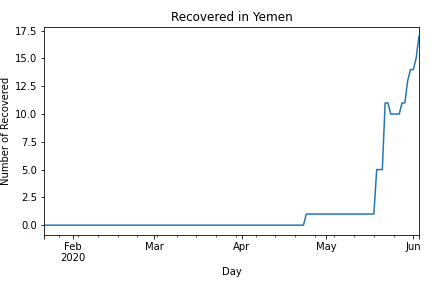 Recovered in Yemen
Number of Recovered
17.5
15.0
12.5
10.0
7.5
5.0
2.5
0.0
Feb
2020
Mar
Apr
May
Jun
Day